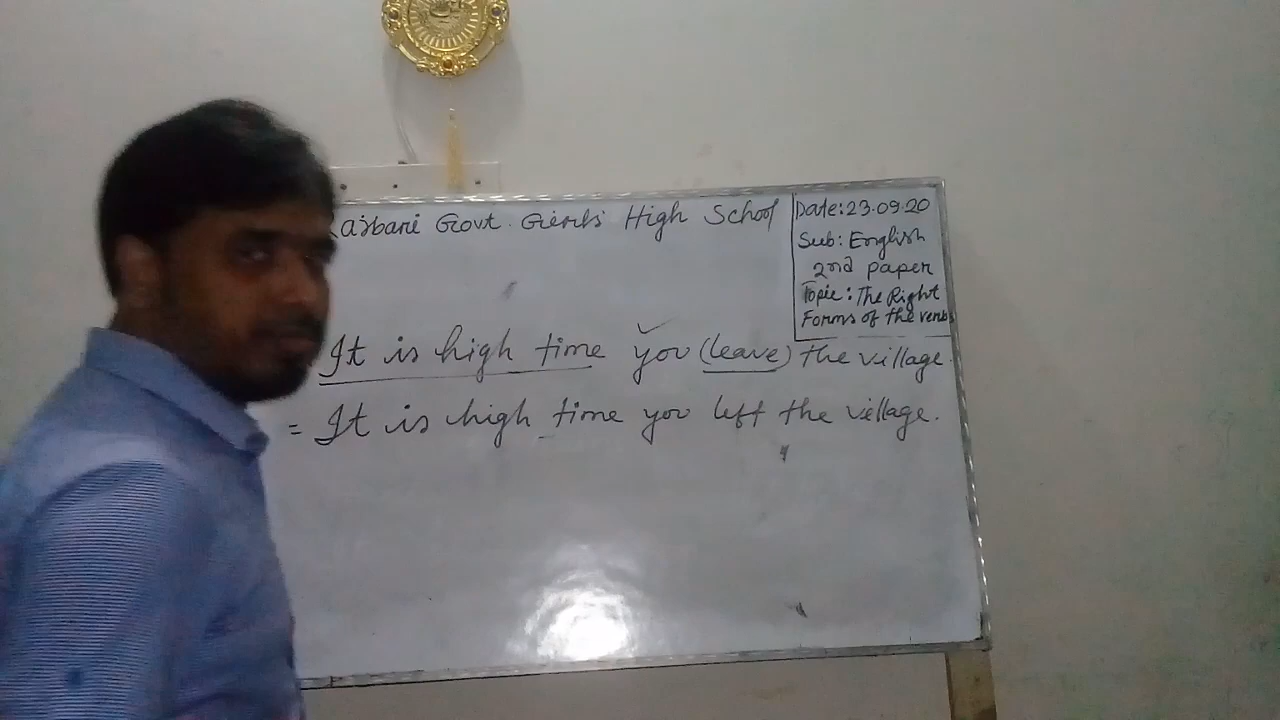 Govt. Girls High School
Date: 23.09.20
Sub: English
2nd paper
Topic: The Right
Forms of the verbs
It is high time you (leave) the village.
= It is high time you left the village.